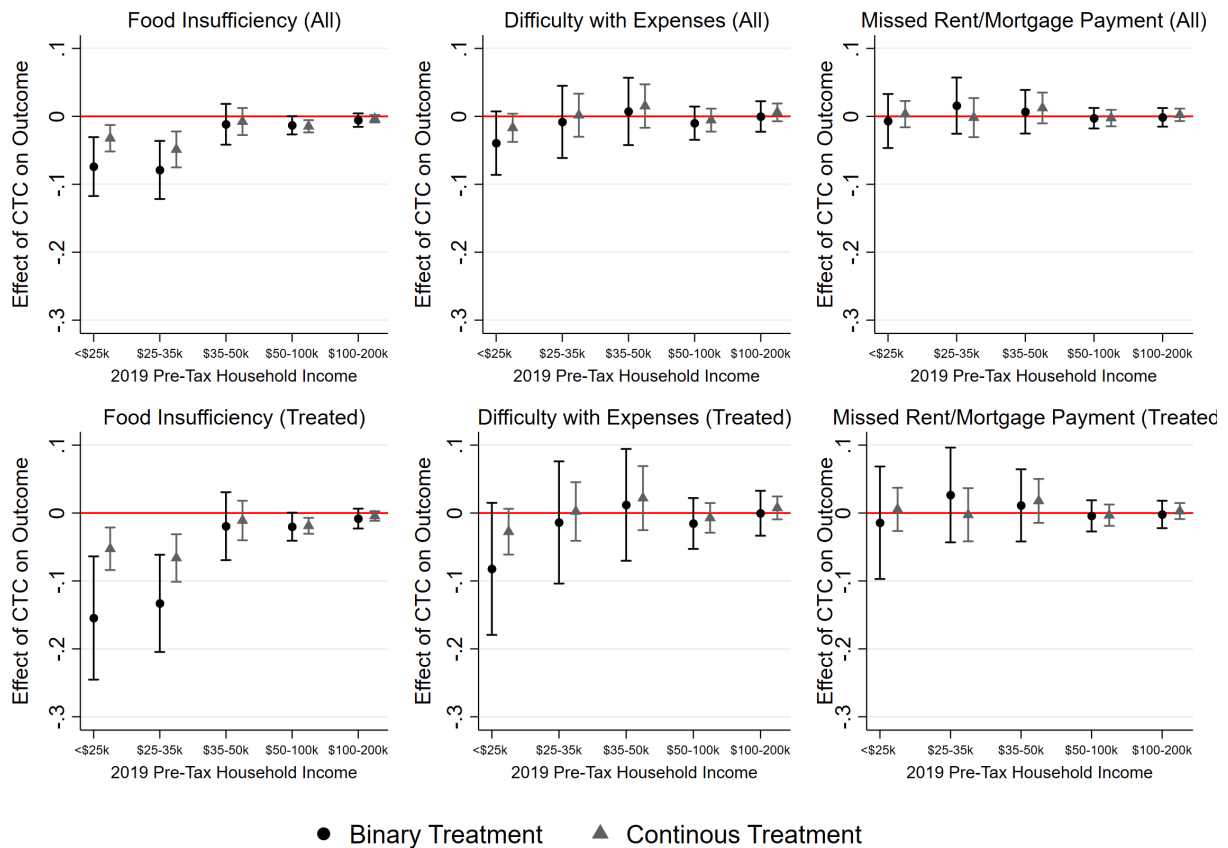 Food Insufficiency (All)
Effect of CTC on Outcome
.1
0
-.1
-.2
-.3
<$25k $25-35k $35-50k $50-100k $100-200k
2019 Pre-Tax Household Income
Difficulty with Expenses (All)
Effect of CTC on Outcome
.1
0
-.1
-.2
-.3
<$25k $25-35k $35-50k $50-100k $100-200k
2019 Pre-Tax Household Income
Missed Rent/Mortgage Payment (All)
Effect of CTC on Outcome
.1
0
-.1
-.2
-.3
<$25k $25-35k $35-50k $50-100k $100-200k
2019 Pre-Tax Household Income
Food Insufficiency (Treated)
Effect of CTC on Outcome
.1
0
-.1
-.2
-.3
<$25k $25-35k $35-50k $50-100k $100-200k
2019 Pre-Tax Household Income
Difficulty with Expenses (Treated)
Effect of CTC on Outcome
.1
0
-.1
-.2
-.3
<$25k $25-35k $35-50k $50-100k $100-200k
2019 Pre-Tax Household Income
Missed Rent/Mortgage Payment (Treated
Effect of CTC on Outcome
.1
0
-.1
-.2
-.3
<$25k $25-35k $35-50k $50-100k $100-200k
2019 Pre-Tax Household Income
Binary Treatment Continous Treatment